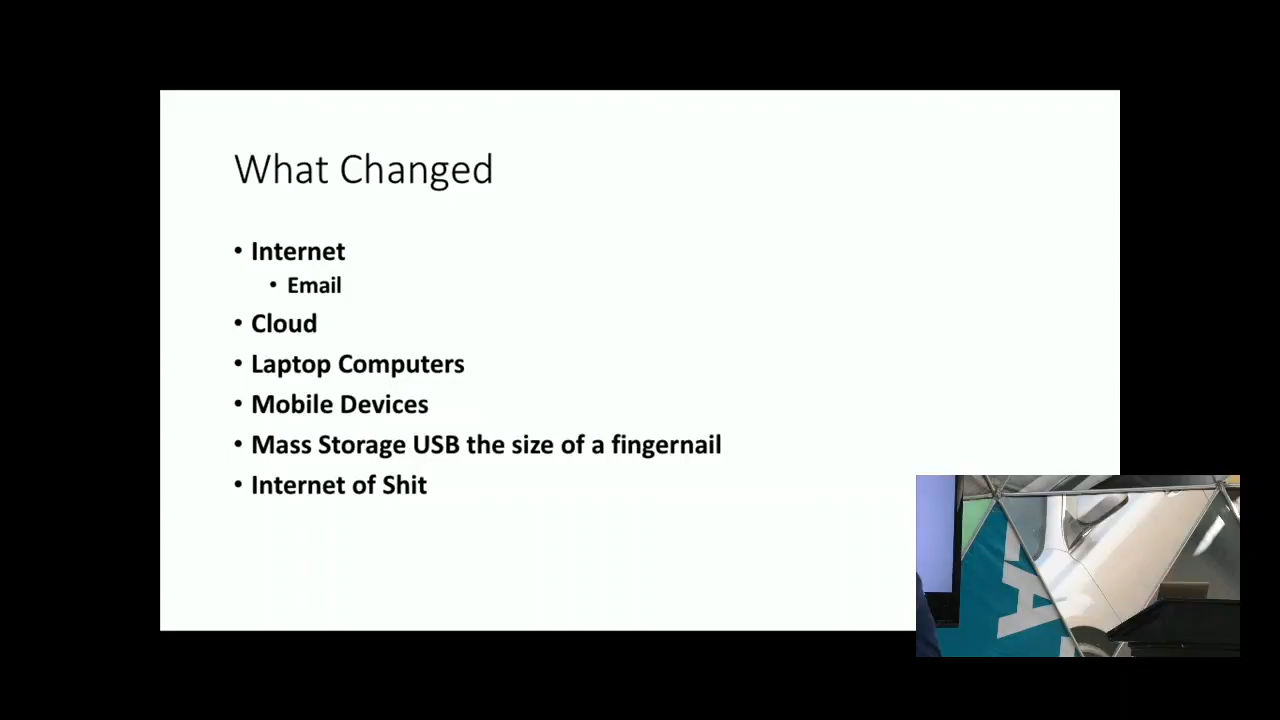 What Changed
• Internet
• Email
• Cloud
• Laptop Computers
• Mobile Devices
• Mass Storage USB the size of a fingernail
• Internet of Shit